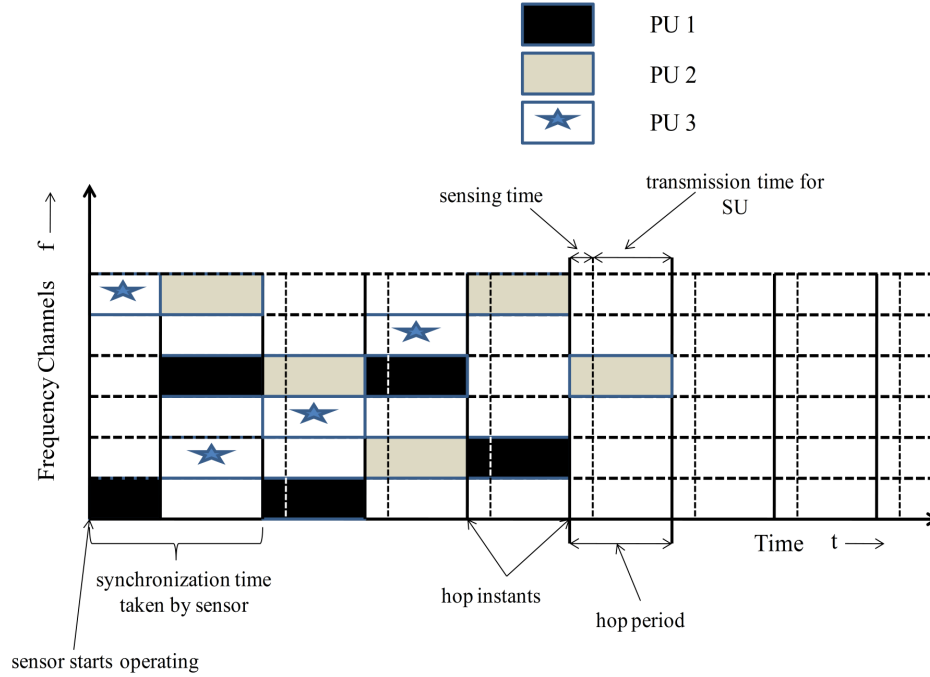 PU 1
PU 2
PU 3
sensing time
transmission time for
SU
f
Frequency Channels
Time t
synchronization time
taken by sensor
hop instants
hop period
sensor starts operating